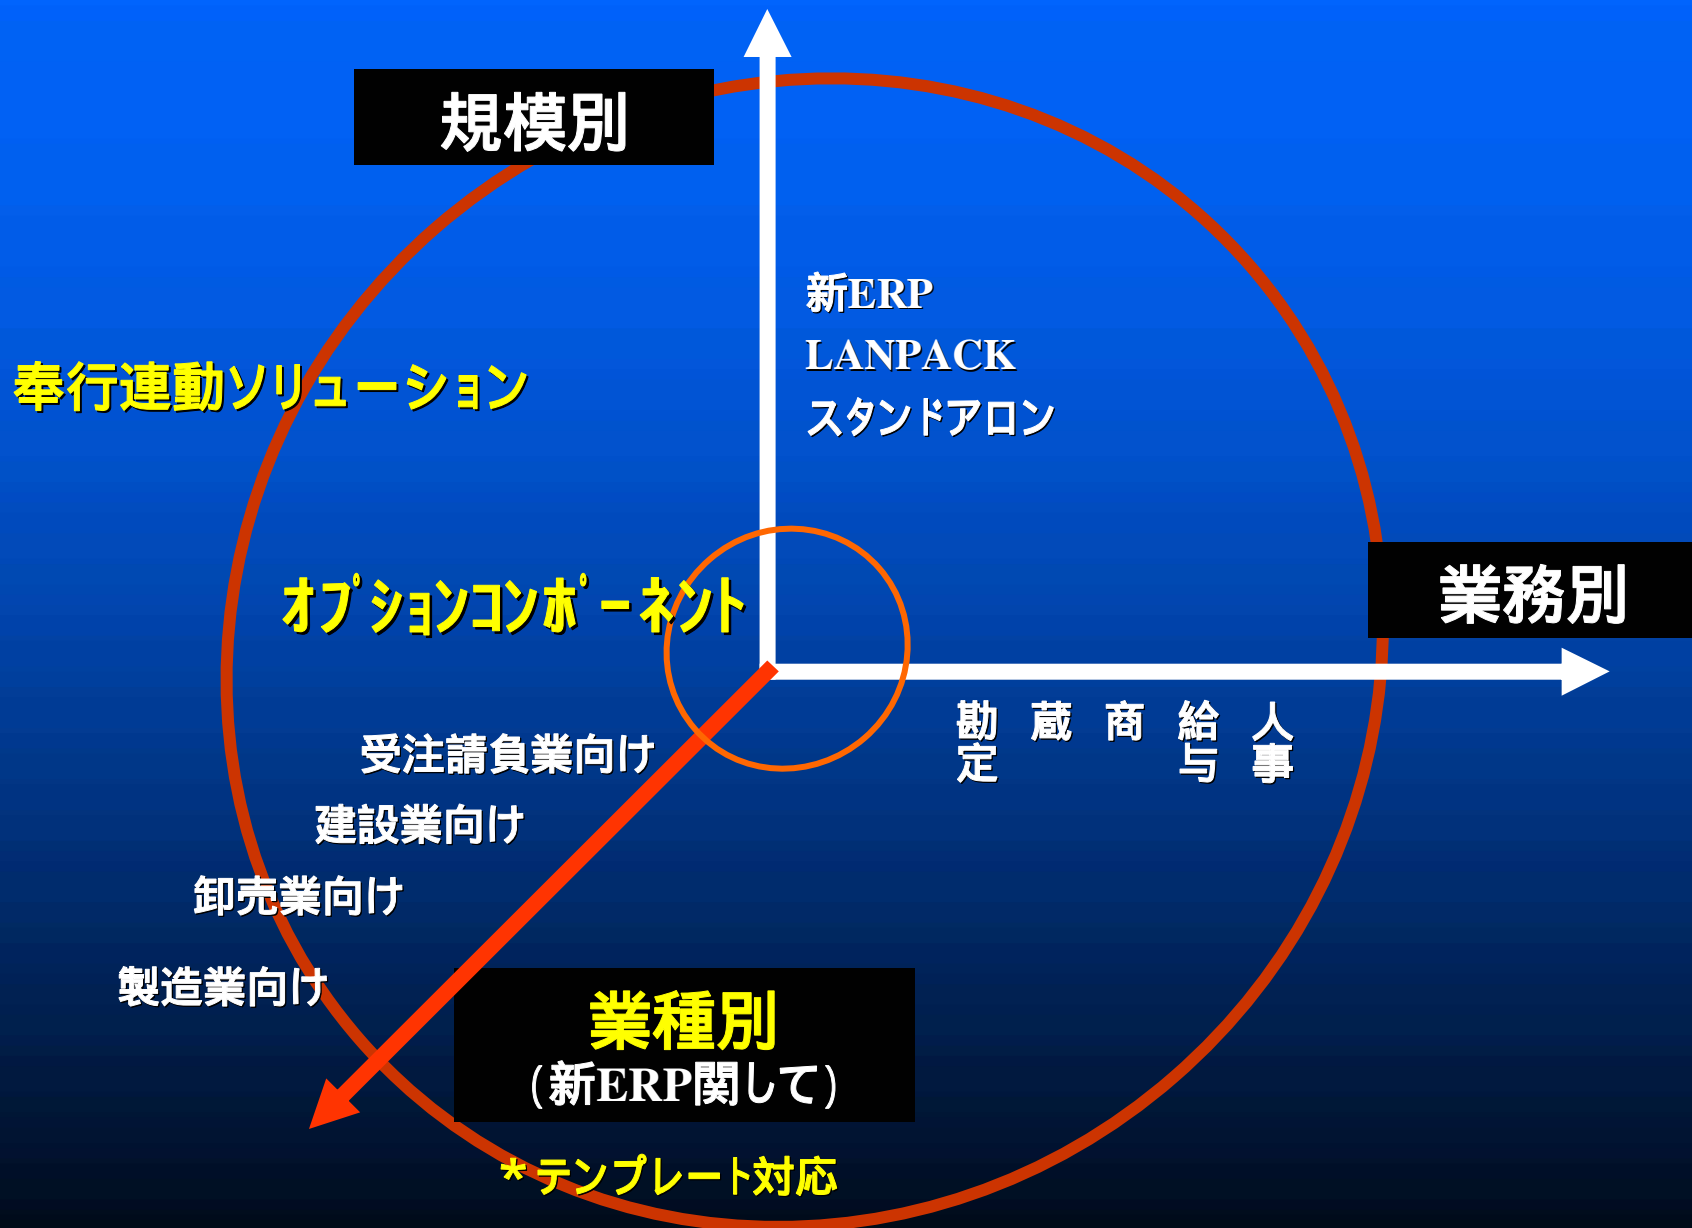 規模別
新ERP
LANPACK
スタンドアロン
奉行連動ソリューション
オプションコンポーネント
業務別
勘定
蔵
商
給与
人事
受注請負業向け
建設業向け
卸売業向け
製造業向け
業種別
（新ERP関して）
*テンプレート対応